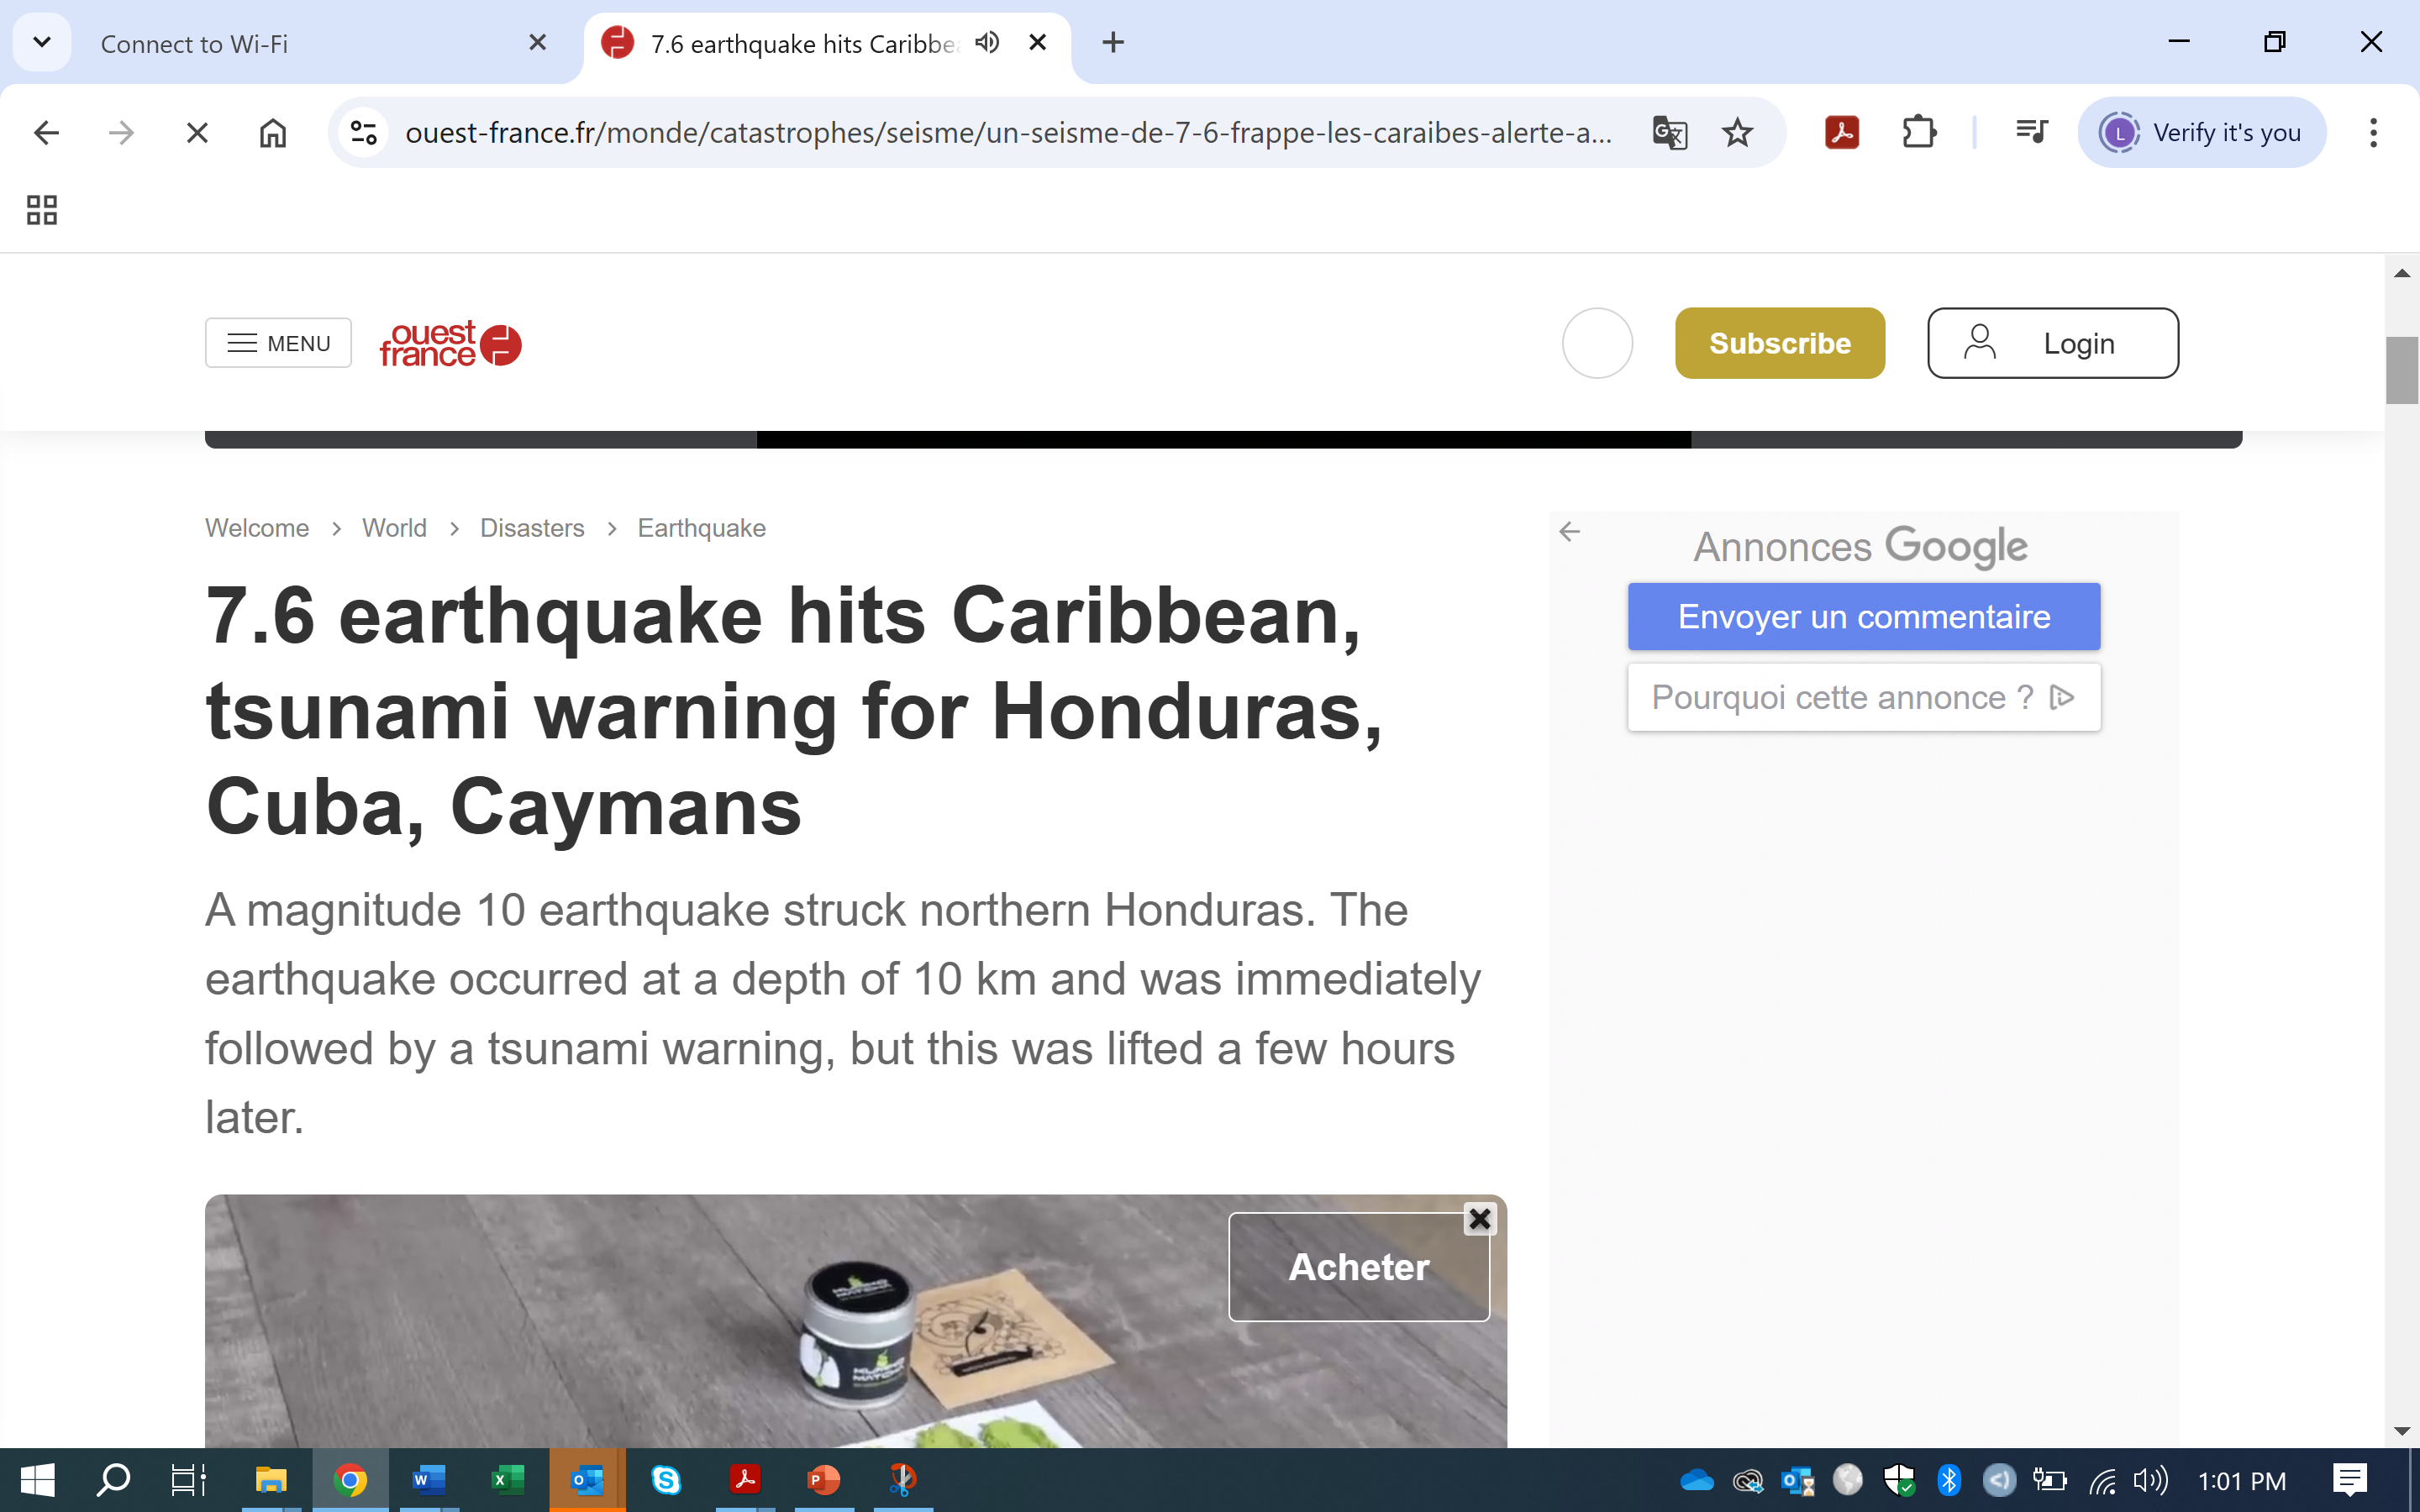 Connect to Wi-Fi
7.6 earthquake hits Caribbe
ouest-france.fr/monde/catastrophes/seisme/un-seisme-de-7-6-frappe-les-caraibes-alerte-a...
L Verify it's you
MENU
ouest
france
Subscribe
Login
Welcome > World > Disasters > Earthquake
7.6 earthquake hits Caribbean,
tsunami warning for Honduras,
Cuba, Caymans
A magnitude 10 earthquake struck northern Honduras. The
earthquake occurred at a depth of 10 km and was immediately
followed by a tsunami warning, but this was lifted a few hours
later.
Annonces Google
Envoyer un commentaire
Pourquoi cette annonce ?
Acheter
MATCHA
1:01 PM